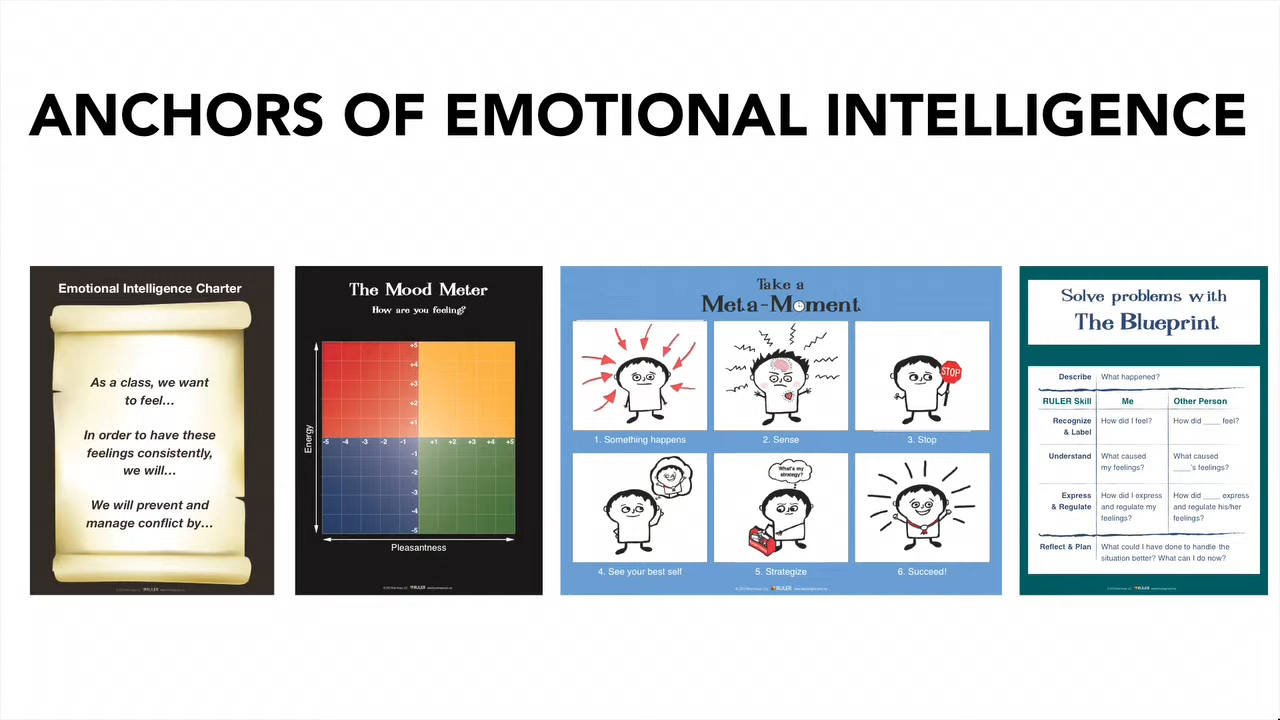 ANCHORS OF EMOTIONAL INTELLIGENCE
Emotional Intelligence Charter
As a class, we want
to feel...
In order to have these
feelings consistently,
we will...
We will prevent and
manage conflict by...
RULER
The Mood Meter
How are you feeling?
Energy
+5
+4
+3
+2
+1
-5 -4 -3 -2 -1 +1 +2 +3 +4 +5
-1
-2
-3
-4
-5
Pleasantness
RULER
Take a
Meta-Moment
1. Something happens
2. Sense
STOP
3. Stop
4. See your best self
What's my
strategy?
5. Strategize
6. Succeed!
RULER
Solve problems with
The Blueprint
Describe What happened?
RULER Skill Me Other Person
Recognize & Label How did I feel? How did ____ feel?
Understand What caused my feelings? What caused ____'s feelings?
Express & Regulate How did I express and regulate my feelings? How did ____ express and regulate his/her feelings?
Reflect & Plan What could I have done to handle the
situation better? What can I do now?
RULER